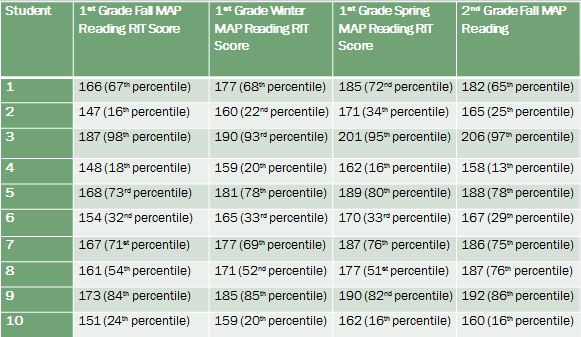 Student 1st Grade Fall MAP Reading RIT Score 1st Grade Winter MAP Reading RIT Score 1st Grade Spring MAP Reading RIT Score 2nd Grade Fall MAP Reading
1 166 (67th percentile) 177 (68th percentile) 185 (72nd percentile) 182 (65th percentile)
2 147 (16th percentile) 160 (22nd percentile) 171 (34th percentile) 165 (25th percentile)
3 187 (98th percentile) 190 (93rd percentile) 201 (95th percentile) 206 (97th percentile)
4 148 (18th percentile) 159 (20th percentile) 162 (16th percentile) 158 (13th percentile)
5 168 (73rd percentile) 181 (78th percentile) 189 (80th percentile) 188 (78th percentile)
6 154 (32nd percentile) 165 (33rd percentile) 170 (33rd percentile) 167 (29th percentile)
7 167 (71st percentile) 177 (69th percentile) 187 (76th percentile) 186 (75th percentile)
8 161 (54th percentile) 171 (52nd percentile) 177 (51st percentile) 187 (76th percentile)
9 173 (84th percentile) 185 (85th percentile) 190 (82nd percentile) 192 (86th percentile)
10 151 (24th percentile) 159 (20th percentile) 162 (16th percentile) 160 (16th percentile)